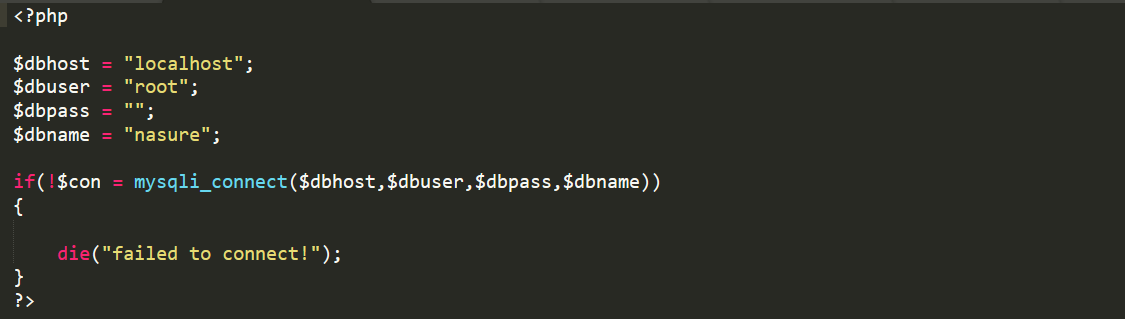 <?php
$dbhost = "localhost";
$dbuser = "root";
$dbpass = "";
$dbname = "nasure";
if(!$con = mysqli_connect($dbhost,$dbuser,$dbpass,$dbname))
{
die("failed to connect!");
}
?>